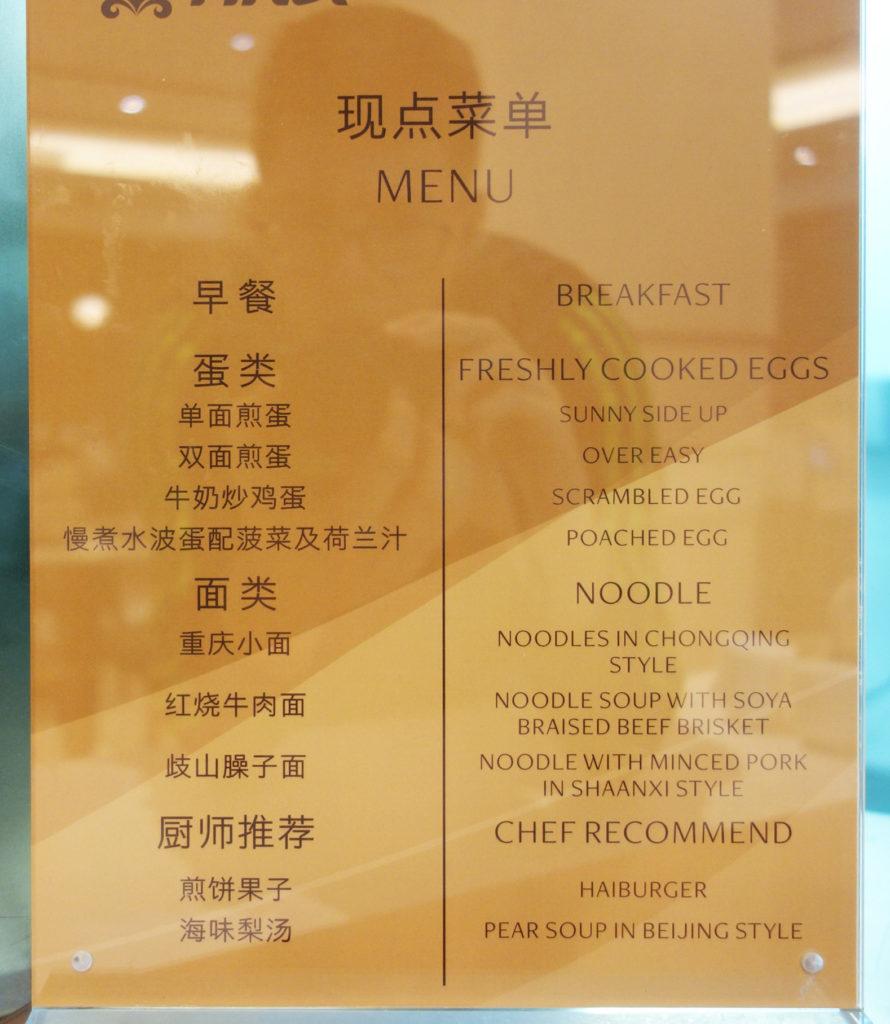 现点菜单
MENU
早餐
BREAKFAST
蛋类
FRESHLY COOKED EGGS
单面煎蛋
SUNNY SIDE UP
双面煎蛋
OVER EASY
牛奶炒鸡蛋
SCRAMBLED EGG
慢煮水波蛋配菠菜及荷兰汁
POACHED EGG
面类
NOODLE
重庆小面
NOODLES IN CHONGQING
STYLE
红烧牛肉面
NOODLE SOUP WITH SOYA
BRAISED BEEF BRISKET
歧山臊子面
NOODLE WITH MINCED PORK
IN SHAANXI STYLE
厨师推荐
CHEF RECOMMEND
煎饼果子
HAIBURGER
海味梨汤
PEAR SOUP IN BEIJING STYLE